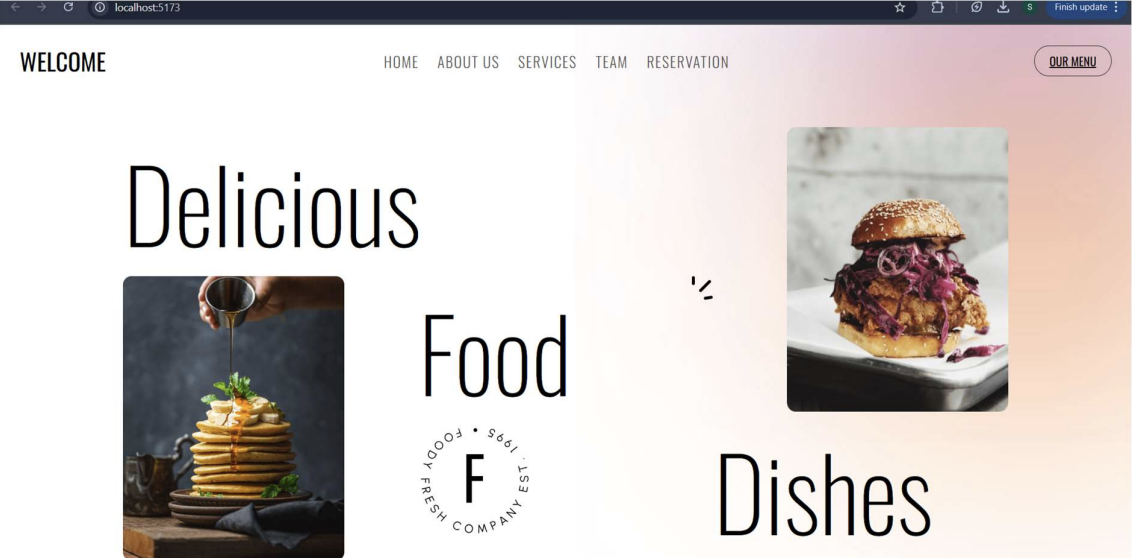 localhost:5173
S
Finish update
WELCOME
HOME ABOUT US SERVICES TEAM RESERVATION
OUR MENU
Delicious
Food
FOODY FRESH COMPANY EST. 1995 •
F
Dishes